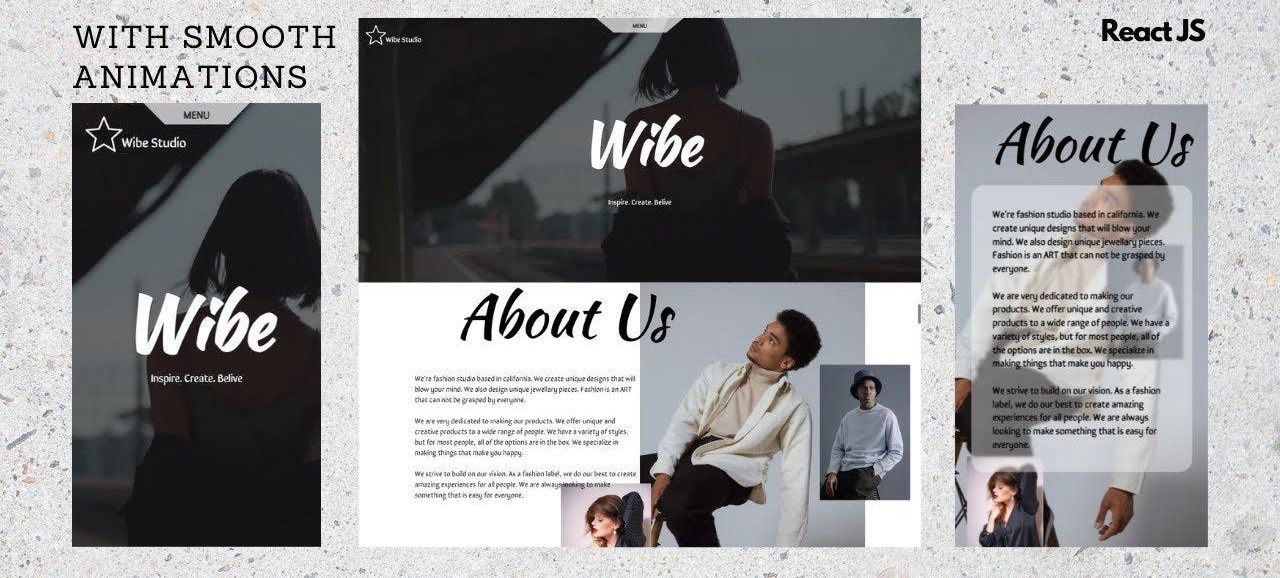 WITH SMOOTH
ANIMATIONS
MENU
Wibe Studio
Wibe
Inspire. Create. Belive
MENU
Wibe Studio
Wibe
Inspire. Create. Belive
About Us
We're fashion studio based in california. We create unique designs that will
blow your mind. We also design unique jewellary pieces. Fashion is an ART
that can not be grasped by everyone.
We are very dedicated to making our products. We offer unique and
creative products to a wide range of people. We have a variety of styles,
but for most people, all of the options are in the box. We specialize in
making things that make you happy.
We strive to build on our vision. As a fashion label, we do our best to create
amazing experiences for all people. We are always looking to make
something that is easy for everyone.
React JS
About Us
We're fashion studio based in california. We
create unique designs that will blow your
mind. We also design unique jewellary pieces.
Fashion is an ART that can not be grasped by
everyone.
We are very dedicated to making our
products. We offer unique and creative
products to a wide range of people. We have a
variety of styles, but for most people, all of
the options are in the box. We specialize in
making things that make you happy.
We strive to build on our vision. As a fashion
label, we do our best to create amazing
experiences for all people. We are always
looking to make something that is easy for
everyone.